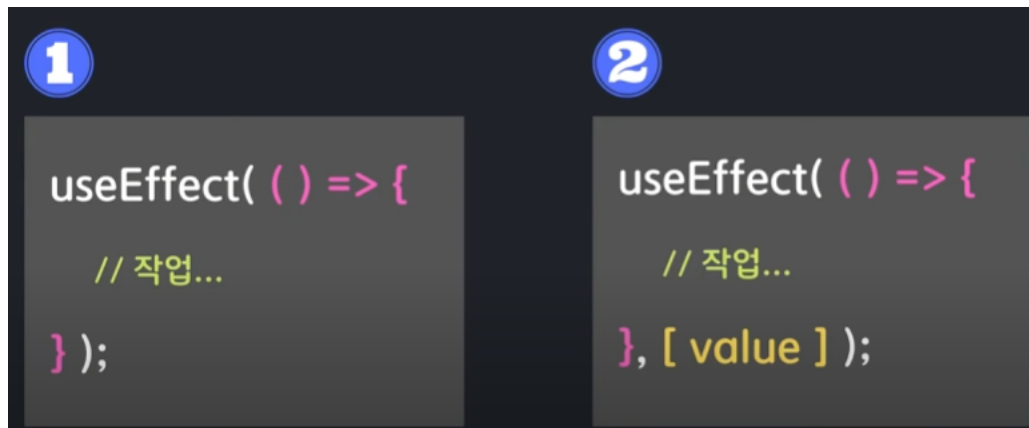 1
useEffect( ( ) => {
// 작업...
} );
2
useEffect( ( ) => {
// 작업...
}, [ value ] );